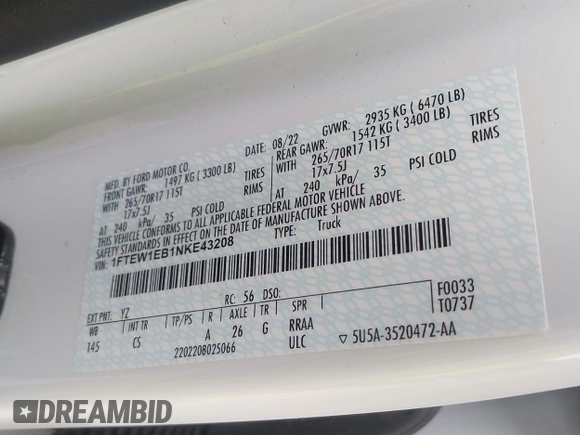 MFD. BY FORD MOTOR CO.
DATE: 08/22 GVWR: 2935 KG ( 6470 LB)
FRONT GAWR: 1497 KG ( 3300 LB) REAR GAWR: 1542 KG ( 3400 LB)
WITH 265/70R17 115T TIRES WITH 265/70R17 115T TIRES
17x7.5J RIMS 17x7.5J RIMS
AT 240 kPa/ 35 PSI COLD AT 240 kPa/ 35 PSI COLD
THIS VEHICLE CONFORMS TO ALL APPLICABLE FEDERAL MOTOR VEHICLE
SAFETY STANDARDS IN EFFECT ON THE DATE OF MANUFACTURE SHOWN ABOVE.
VIN: 1FTEW1EB1NKE43208 TYPE: Truck
EXT PNT: YZ RC: 56 DSO: F0033
WB INT TR TP/PS R AXLE TR SPR T0737
145 CS A 26 G RRAA
2202208025066 ULC ▽ 5U5A-3520472-AA
DREAMBID